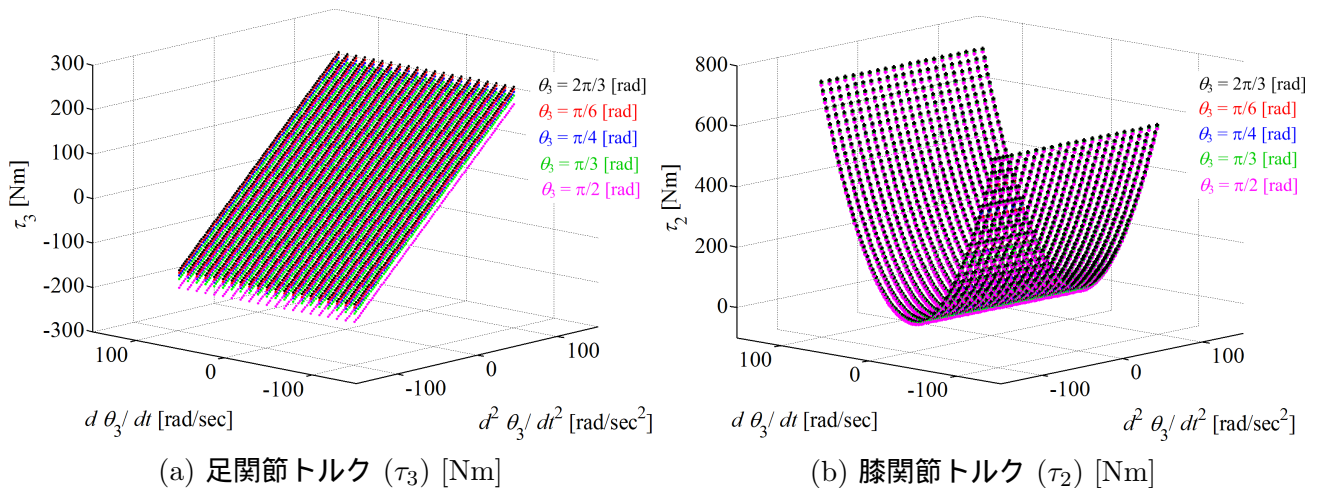 300
200
100
0
-100
-200
-300
τ₃ [Nm]
θ₃ = 2π/3 [rad]
θ₃ = π/6 [rad]
θ₃ = π/4 [rad]
θ₃ = π/3 [rad]
θ₃ = π/2 [rad]
100
0
-100
-100
0
100
d θ₃/ dt [rad/sec]
d² θ₃/ dt² [rad/sec²]
(a) 足関節トルク (τ₃) [Nm]
800
600
400
200
0
τ₂ [Nm]
θ₃ = 2π/3 [rad]
θ₃ = π/6 [rad]
θ₃ = π/4 [rad]
θ₃ = π/3 [rad]
θ₃ = π/2 [rad]
100
0
-100
-100
0
100
d θ₃/ dt [rad/sec]
d² θ₃/ dt² [rad/sec²]
(b) 膝関節トルク (τ₂) [Nm]